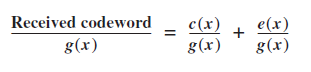 Received codeword / g(x) = c(x) / g(x) + e(x) / g(x)